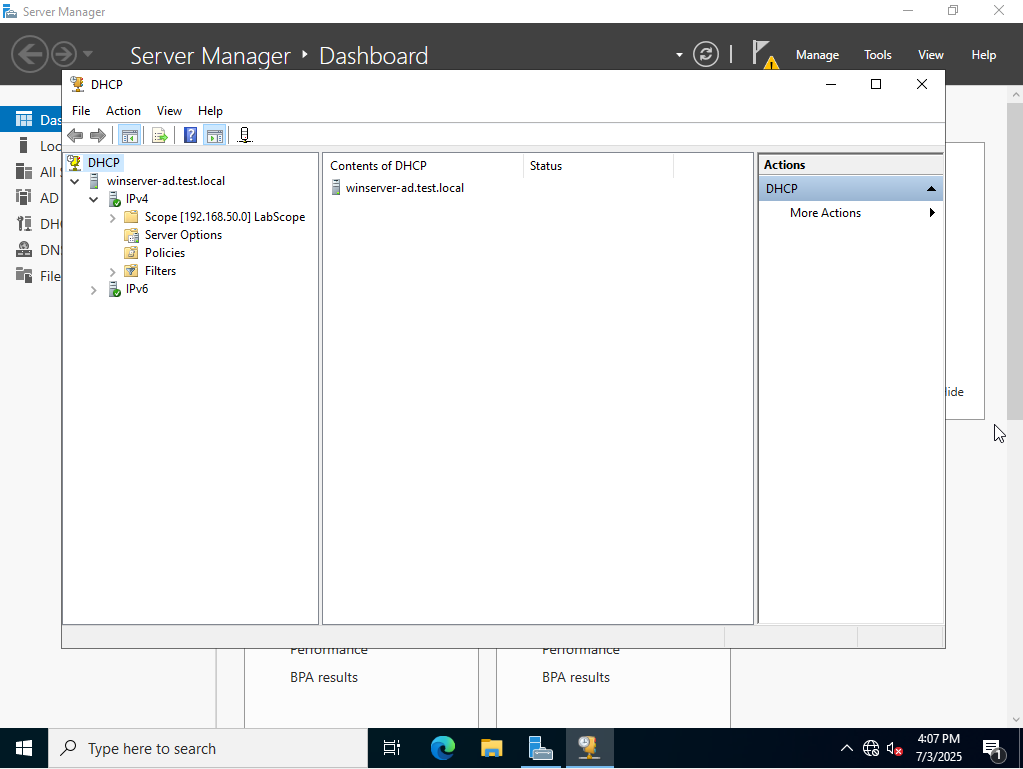 Server Manager
Server Manager • Dashboard
Manage Tools View Help
DHCP
File Action View Help
DHCP
winserver-ad.test.local
IPv4
Scope [192.168.50.0] LabScope
Server Options
Policies
Filters
IPv6
Contents of DHCP Status
winserver-ad.test.local
Actions
DHCP
More Actions
Das
Loc
All
AD
DH
DN
File
lide
Performance
BPA results
Performance
BPA results
Type here to search
4:07 PM
7/3/2025
1